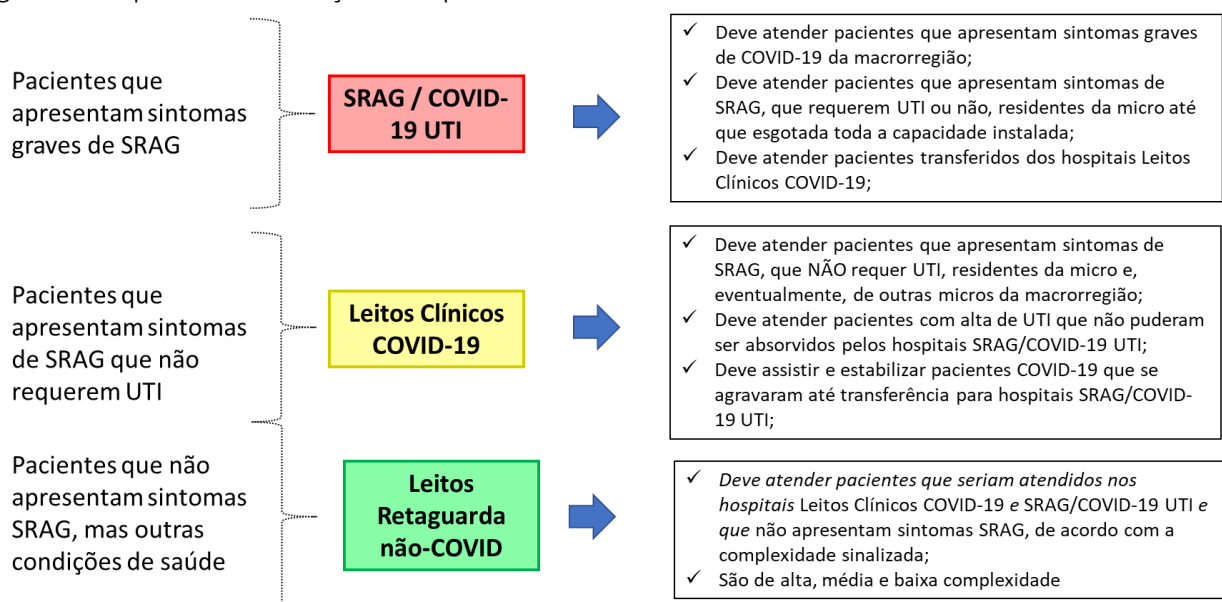 Pacientes que
apresentam sintomas
graves de SRAG
SRAG / COVID-
19 UTI
✓ Deve atender pacientes que apresentam sintomas graves
de COVID-19 da macrorregião;
✓ Deve atender pacientes que apresentam sintomas de
SRAG, que requerem UTI ou não, residentes da micro até
que esgotada toda a capacidade instalada;
✓ Deve atender pacientes transferidos dos hospitais Leitos
Clínicos COVID-19;
Pacientes que
apresentam sintomas
de SRAG que não
requerem UTI
Leitos Clínicos
COVID-19
✓ Deve atender pacientes que apresentam sintomas de
SRAG, que NÃO requer UTI, residentes da micro e,
eventualmente, de outras micros da macrorregião;
✓ Deve atender pacientes com alta de UTI que não puderam
ser absorvidos pelos hospitais SRAG/COVID-19 UTI;
✓ Deve assistir e estabilizar pacientes COVID-19 que se
agravaram até transferência para hospitais SRAG/COVID-
19 UTI;
Pacientes que não
apresentam sintomas
SRAG, mas outras
condições de saúde
Leitos
Retaguarda
não-COVID
✓ Deve atender pacientes que seriam atendidos nos
hospitais Leitos Clínicos COVID-19 e SRAG/COVID-19 UTI e
que não apresentam sintomas SRAG, de acordo com a
complexidade sinalizada;
✓ São de alta, média e baixa complexidade